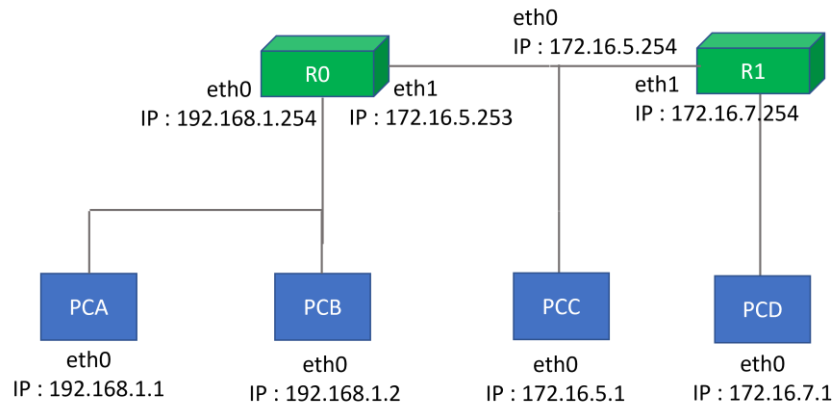 eth0
IP : 172.16.5.254
R0
R1
eth0
IP : 192.168.1.254
eth1
IP : 172.16.5.253
eth1
IP : 172.16.7.254
PCA
PCB
PCC
PCD
eth0
IP : 192.168.1.1
eth0
IP : 192.168.1.2
eth0
IP : 172.16.5.1
eth0
IP : 172.16.7.1